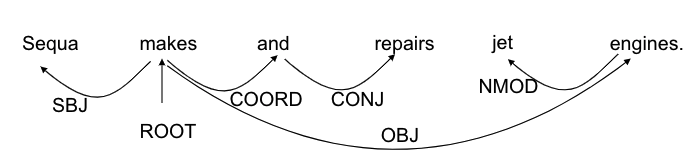 Sequa makes and repairs jet engines.
SBJ COORD CONJ NMOD
ROOT OBJ